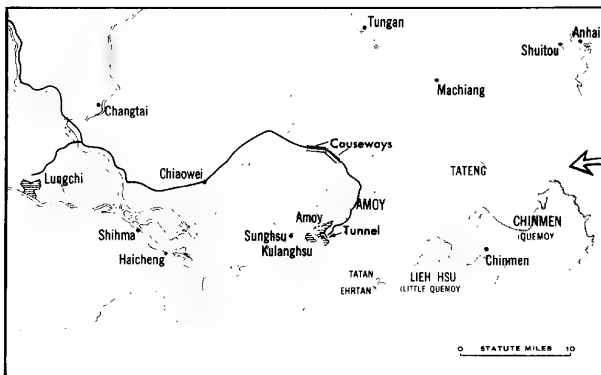 Tungan
Anhai
Shuitou
Machiang
Changtai
Causeways
Chiaowei
TATENG
Lungchi
AMOY
Amoy
CHINMEN
(QUEMOY)
Shihma
Sunghsu
Tunnel
Kulanghsu
Chinmen
Haicheng
TATAN
LIEH HSU
EHRTAN
(LITTLE QUEMOY)
0 STATUTE MILES 10